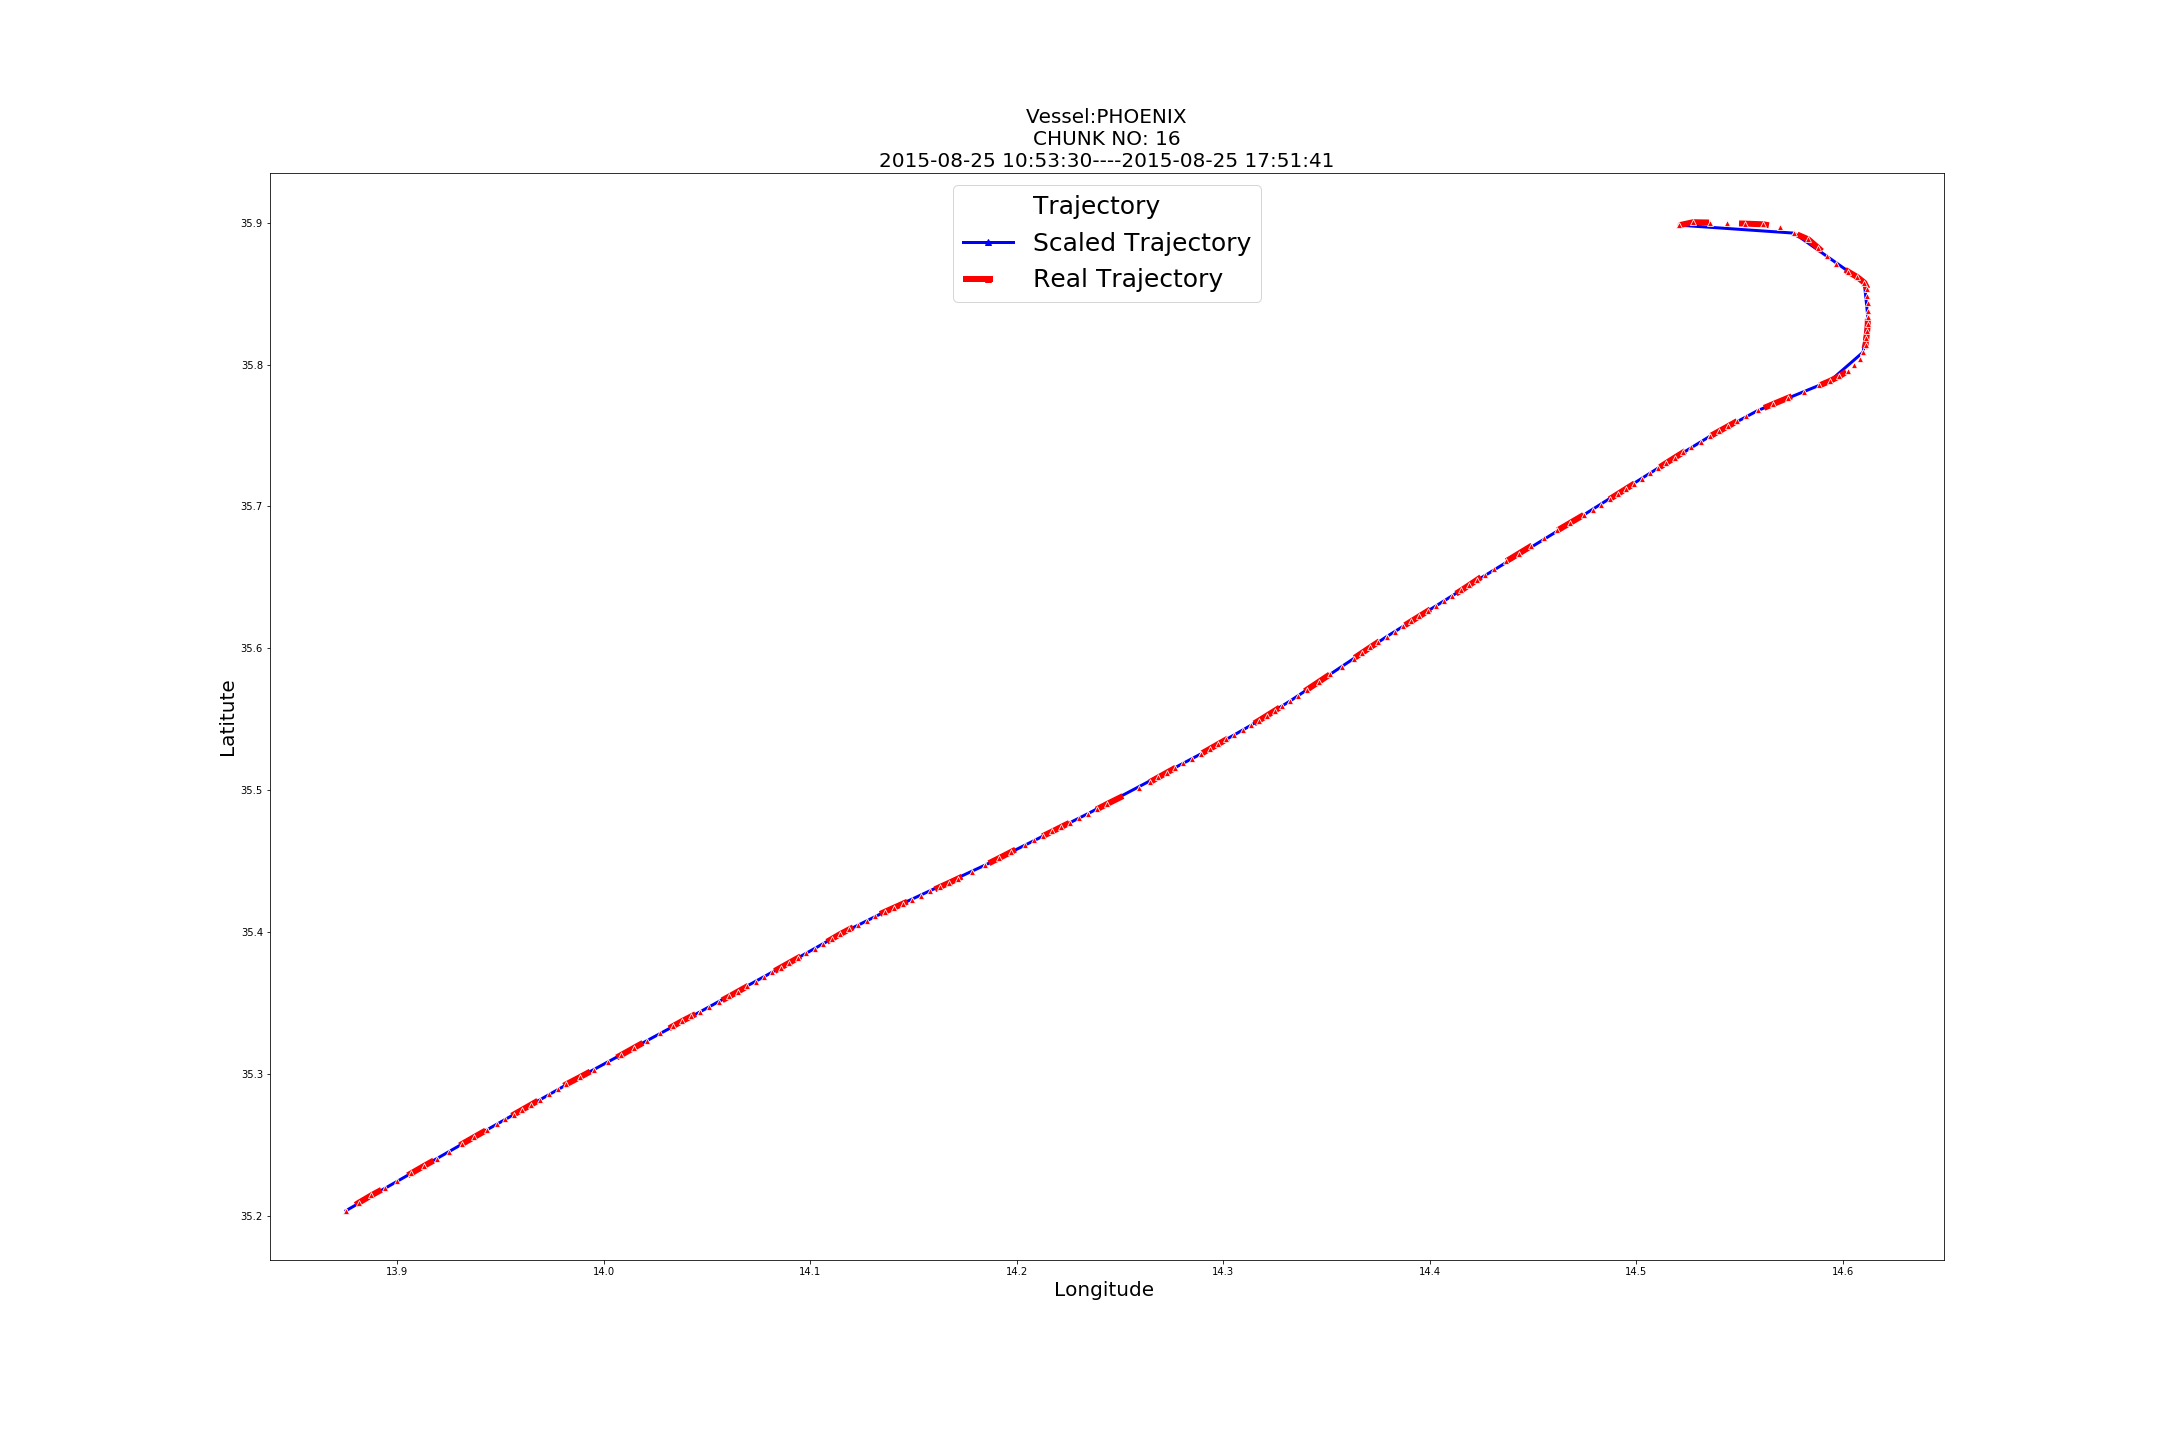 Vessel:PHOENIX
CHUNK NO: 16
2015-08-25 10:53:30----2015-08-25 17:51:41
Trajectory
Scaled Trajectory
Real Trajectory
35.9
35.8
35.7
35.6
35.5
35.4
35.3
35.2
Latitute
13.9 14.0 14.1 14.2 14.3 14.4 14.5 14.6
Longitude